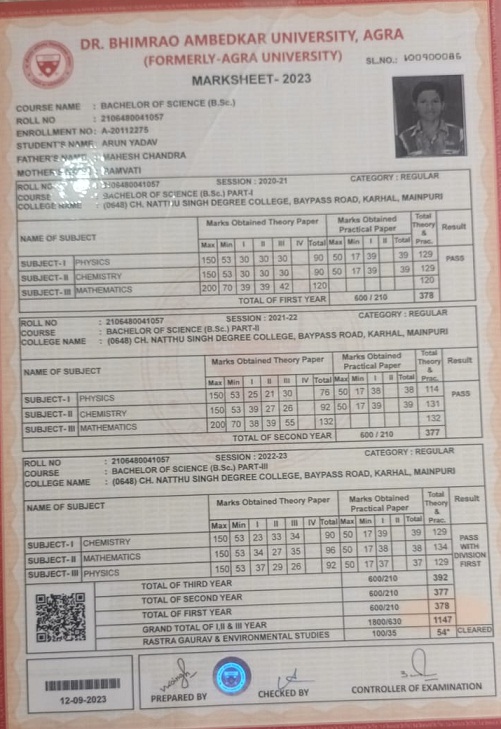 DR. BHIMRAO AMBEDKAR UNIVERSITY, AGRA
(FORMERLY-AGRA UNIVERSITY)
SL.NO.: 600900086
MARKSHEET- 2023
COURSE NAME : BACHELOR OF SCIENCE (B.Sc.)
ROLL NO : 2106480041057
ENROLLMENT NO: A-20112275
STUDENT'S NAME: ARUN YADAV
FATHER'S NAME: MAHESH CHANDRA
MOTHER'S NAME: RAMVATI
ROLL NO SESSION : 2020-21 CATEGORY : REGULAR
COURSE : BACHELOR OF SCIENCE (B.Sc.) PART-I
COLLEGE NAME : (0648) CH. NATTHU SINGH DEGREE COLLEGE, BAYPASS ROAD, KARHAL, MAINPURI
NAME OF SUBJECT Marks Obtained Theory Paper Marks Obtained Practical Paper Total Theory & Prac. Result
Max Min I II III IV Total Max Min I II Total
SUBJECT-I PHYSICS 150 53 30 30 30 90 50 17 39 39 129 PASS
SUBJECT-II CHEMISTRY 150 53 30 30 30 90 50 17 39 39 129
SUBJECT-III MATHEMATICS 200 70 39 39 42 120 120
TOTAL OF FIRST YEAR 600 / 210 378
ROLL NO : 2106480041057 SESSION : 2021-22 CATEGORY : REGULAR
COURSE : BACHELOR OF SCIENCE (B.Sc.) PART-II
COLLEGE NAME : (0648) CH. NATTHU SINGH DEGREE COLLEGE, BAYPASS ROAD, KARHAL, MAINPURI
NAME OF SUBJECT Marks Obtained Theory Paper Marks Obtained Practical Paper Total Theory & Prac. Result
Max Min I II III IV Total Max Min I II Total
SUBJECT-I PHYSICS 150 53 25 21 30 76 50 17 38 38 114 PASS
SUBJECT-II CHEMISTRY 150 53 39 27 26 92 50 17 39 39 131
SUBJECT-III MATHEMATICS 200 70 38 39 55 132 132
TOTAL OF SECOND YEAR 600 / 210 377
ROLL NO : 2106480041057 SESSION : 2022-23 CATEGORY : REGULAR
COURSE : BACHELOR OF SCIENCE (B.Sc.) PART-III
COLLEGE NAME : (0648) CH. NATTHU SINGH DEGREE COLLEGE, BAYPASS ROAD, KARHAL, MAINPURI
NAME OF SUBJECT Marks Obtained Theory Paper Marks Obtained Practical Paper Total Theory & Prac. Result
Max Min I II III IV Total Max Min I II Total
SUBJECT-I CHEMISTRY 150 53 23 33 34 90 50 17 39 39 129 PASS WITH DIVISION FIRST
SUBJECT-II MATHEMATICS 150 53 34 27 35 96 50 17 38 38 134
SUBJECT-III PHYSICS 150 53 37 29 26 92 50 17 37 37 129
TOTAL OF THIRD YEAR 600/210 392
TOTAL OF SECOND YEAR 600/210 377
TOTAL OF FIRST YEAR 600/210 378
GRAND TOTAL OF I,II & III YEAR 1800/630 1147
RASTRA GAURAV & ENVIRONMENTAL STUDIES 100/35 54* CLEARED
12-09-2023
PREPARED BY CHECKED BY CONTROLLER OF EXAMINATION